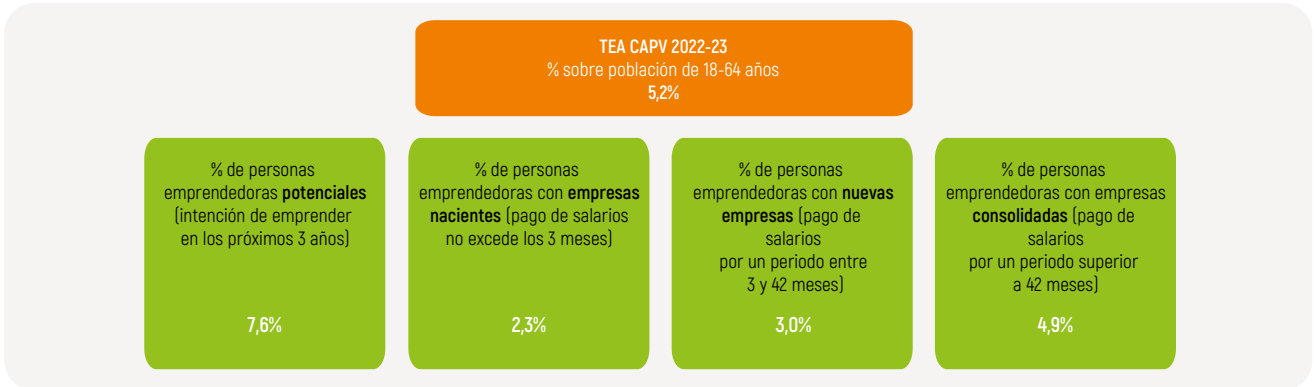 TEA CAPV 2022-23
% sobre población de 18-64 años
5,2%
% de personas
emprendedoras potenciales
(intención de emprender
en los próximos 3 años)
7,6%
% de personas
emprendedoras con empresas
nacientes (pago de salarios
no excede los 3 meses)
2,3%
% de personas
emprendedoras con nuevas
empresas (pago de
salarios
por un periodo entre
3 y 42 meses)
3,0%
% de personas
emprendedoras con empresas
consolidadas (pago de
salarios
por un periodo superior
a 42 meses)
4,9%